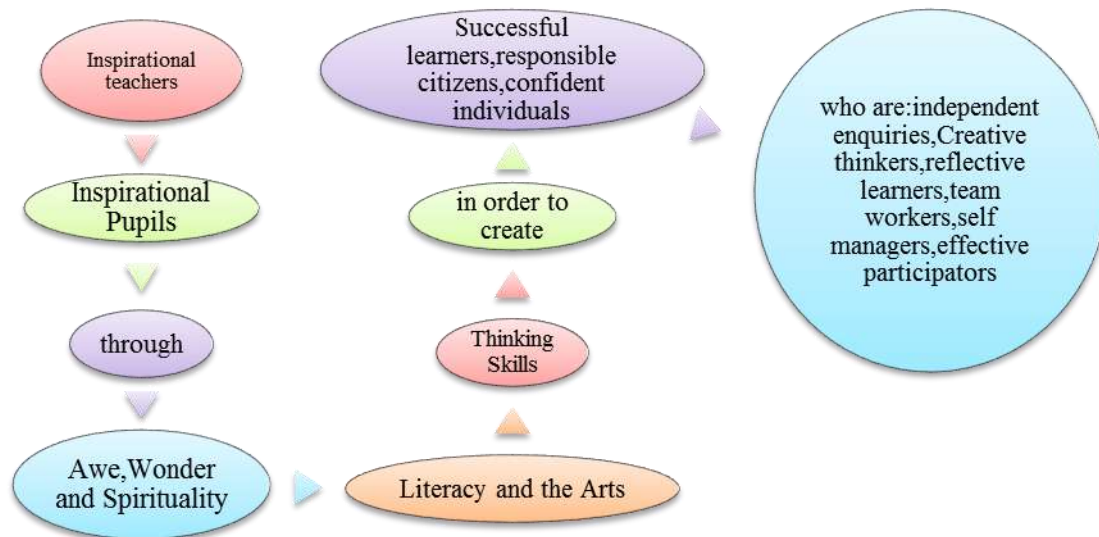 Inspirational
teachers
Inspirational
Pupils
through
Awe,Wonder
and Spirituality
Literacy and the Arts
Thinking
Skills
in order to
create
Successful
learners,responsible
citizens,confident
individuals
who are:independent
enquiries,Creative
thinkers,reflective
learners,team
workers,self
managers,effective
participators